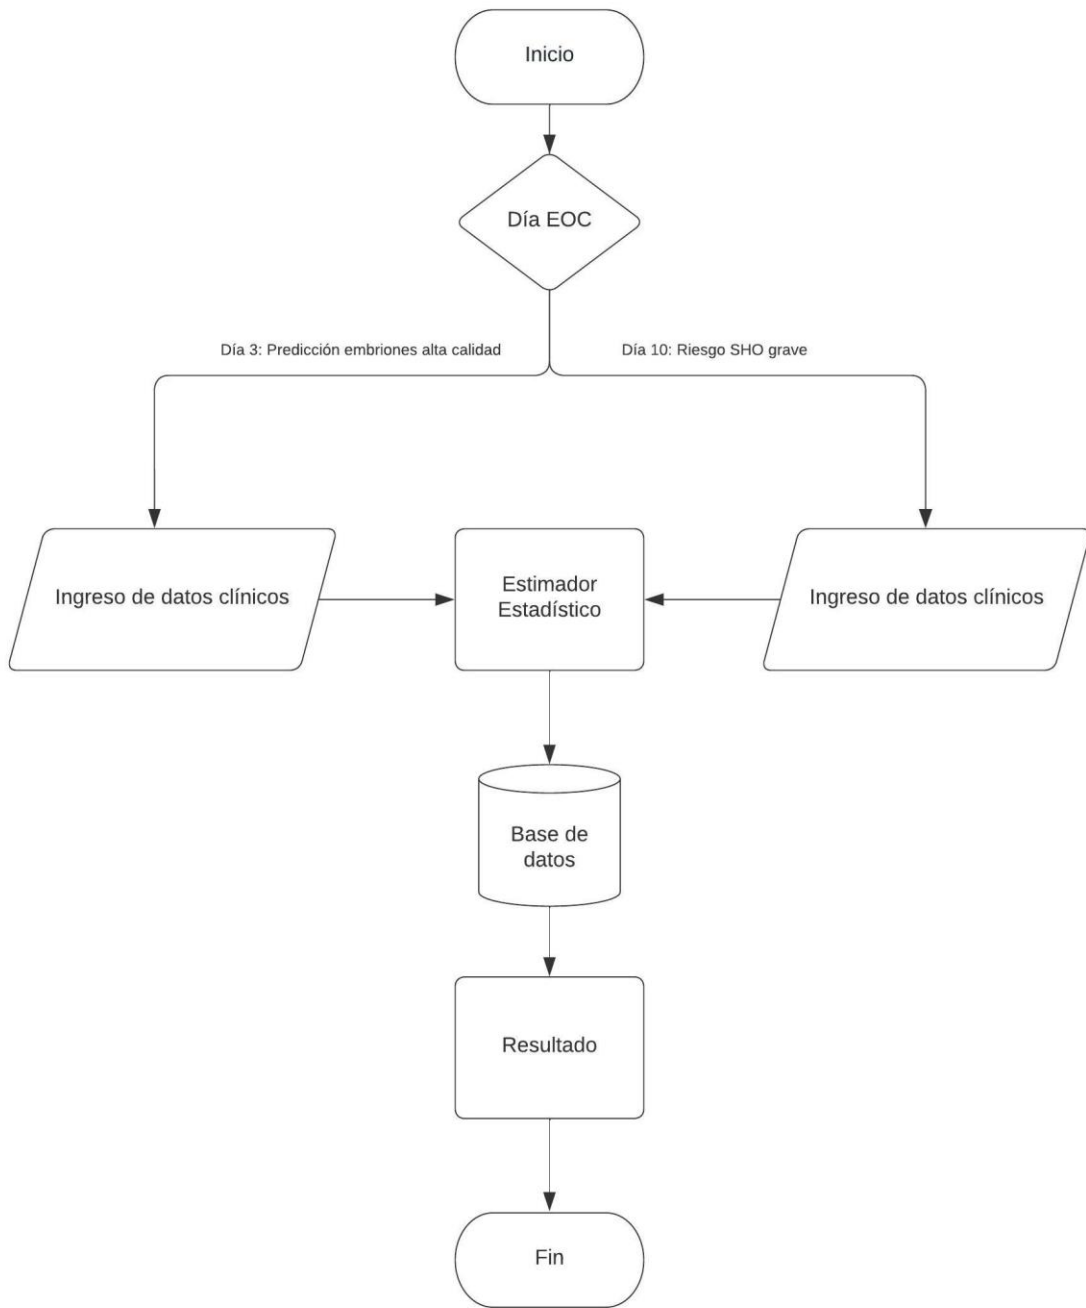 Inicio
Día EOC
Día 3: Predicción embriones alta calidad
Día 10: Riesgo SHO grave
Ingreso de datos clínicos
Estimador
Estadístico
Ingreso de datos clínicos
Base de
datos
Resultado
Fin